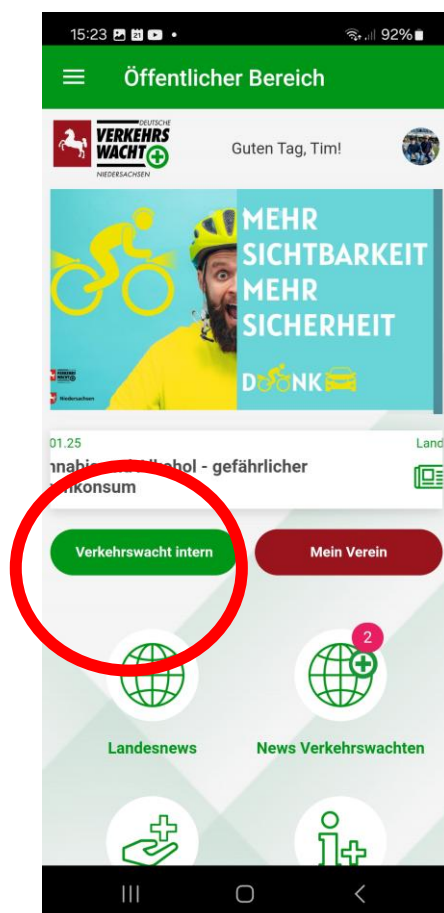 15:23
92%
Öffentlicher Bereich
DEUTSCHE
VERKEHRS
WACHT
NIEDERSACHSEN
Guten Tag, Tim!
MEHR
SICHTBARKEIT
MEHR
SICHERHEIT
Niedersachsen
01.25
Land
- gefährlicher
Verkehrswacht intern
Mein Verein
2
Landesnews
News Verkehrswachten